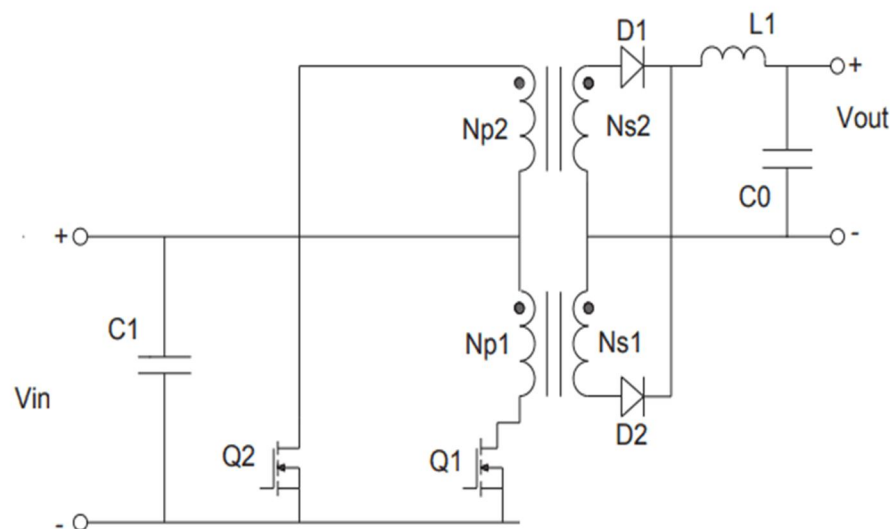 D1
L1
+
Np2
Ns2
Vout
C0
+
-
C1
Np1
Ns1
Vin
D2
Q2
Q1
-